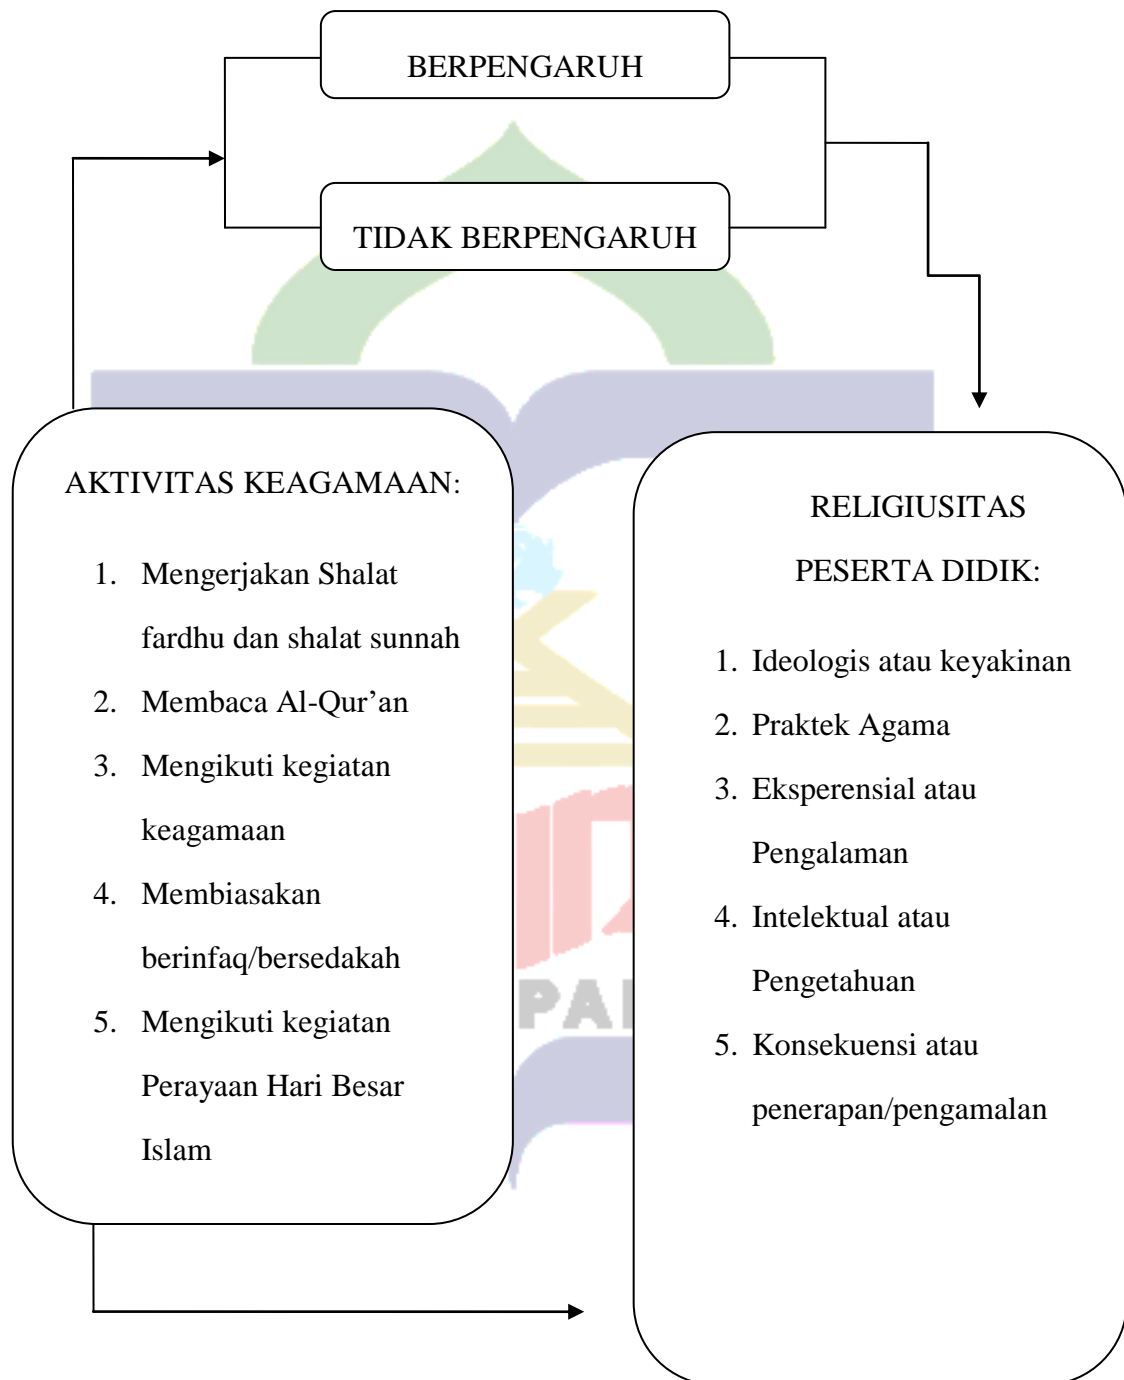 BERPENGARUH
TIDAK BERPENGARUH
AKTIVITAS KEAGAMAAN:
1. Mengerjakan Shalat
fardhu dan shalat sunnah
2. Membaca Al-Qur’an
3. Mengikuti kegiatan
keagamaan
4. Membiasakan
berinfaq/bersedakah
5. Mengikuti kegiatan
Perayaan Hari Besar
Islam
RELIGIUSITAS
PESERTA DIDIK:
1. Ideologis atau keyakinan
2. Praktek Agama
3. Eksperensial atau
Pengalaman
4. Intelektual atau
Pengetahuan
5. Konsekuensi atau
penerapan/pengamalan